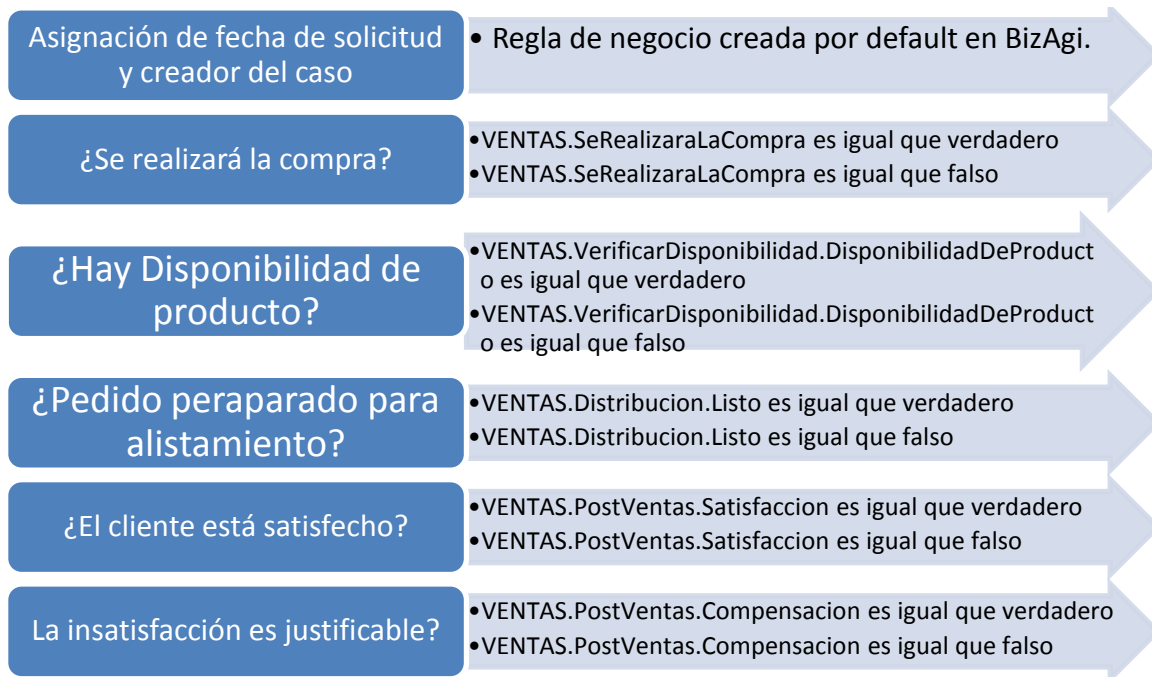 Asignación de fecha de solicitud
y creador del caso
• Regla de negocio creada por default en BizAgi.
¿Se realizará la compra?
•VENTAS.SeRealizaraLaCompra es igual que verdadero
•VENTAS.SeRealizaraLaCompra es igual que falso
¿Hay Disponibilidad de
producto?
•VENTAS.VerificarDisponibilidad.DisponibilidadDeProduct
o es igual que verdadero
•VENTAS.VerificarDisponibilidad.DisponibilidadDeProduct
o es igual que falso
¿Pedido peraparado para
alistamiento?
•VENTAS.Distribucion.Listo es igual que verdadero
•VENTAS.Distribucion.Listo es igual que falso
¿El cliente está satisfecho?
•VENTAS.PostVentas.Satisfaccion es igual que verdadero
•VENTAS.PostVentas.Satisfaccion es igual que falso
La insatisfacción es justificable?
•VENTAS.PostVentas.Compensacion es igual que verdadero
•VENTAS.PostVentas.Compensacion es igual que falso